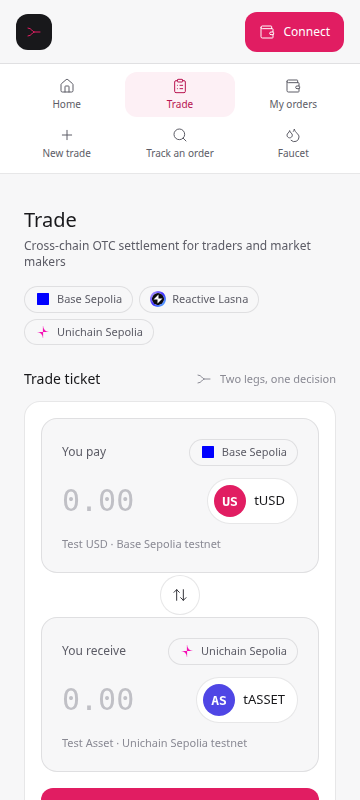 Connect
Home
Trade
My orders
New trade
Track an order
Faucet
Trade
Cross-chain OTC settlement for traders and market
makers
Base Sepolia
Reactive Lasna
Unichain Sepolia
Trade ticket
Two legs, one decision
You pay
Base Sepolia
0.00
US
tUSD
Test USD · Base Sepolia testnet
You receive
Unichain Sepolia
0.00
AS
tASSET
Test Asset · Unichain Sepolia testnet